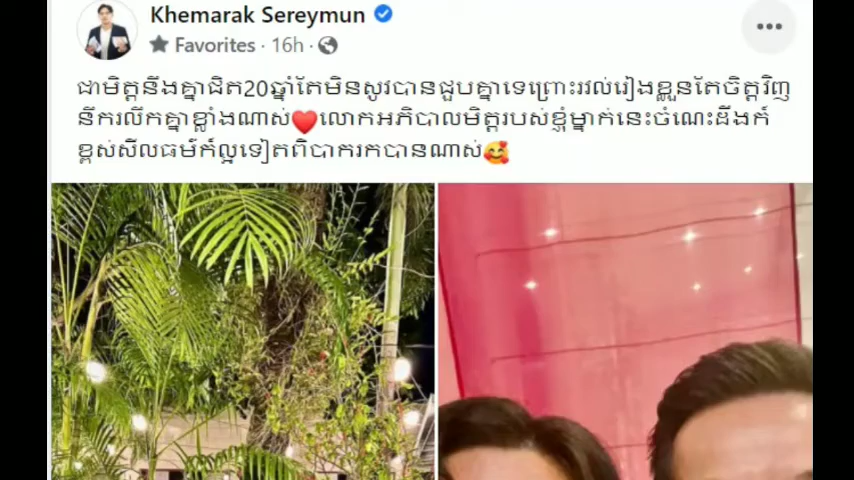 Khemarak Sereymun
Favorites · 16h ·
ជាមិត្តនឹងគ្នាជិត20ឆ្នាំតែមិនសូវបានជួបគ្នាទេព្រោះរវល់រៀងខ្លួនតែចិត្តវិញ
នឹករលឹកគ្នាខ្លាំងណាស់❤️លោកអភិបាលមិត្តរបស់ខ្ញុំម្នាក់នេះចំណេះដឹងក៍
ខ្ពស់សីលធម៌ក៏ល្អទៀតពិបាករកបានណាស់🥰